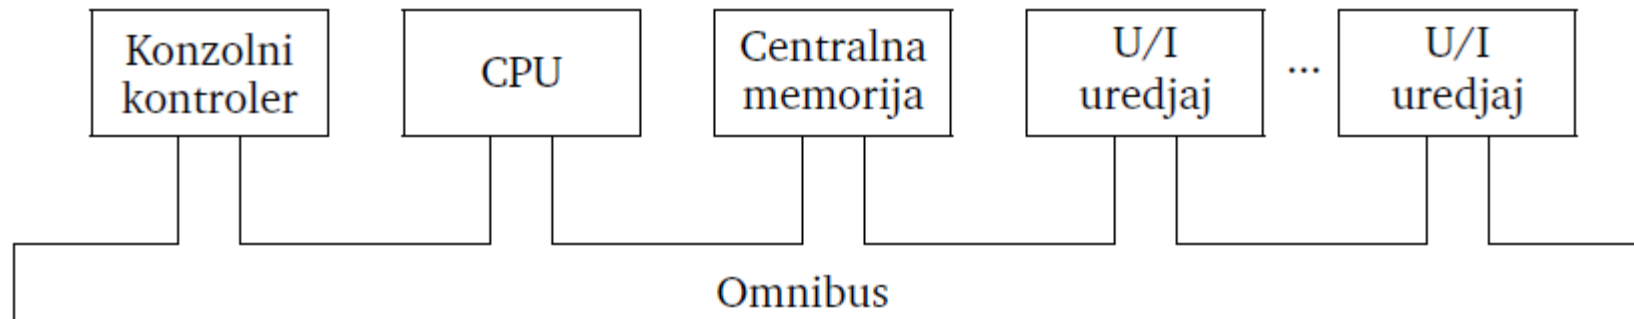 Konzolni
kontroler
CPU
Centralna
memorija
U/I
uredjaj
...
U/I
uredjaj
Omnibus